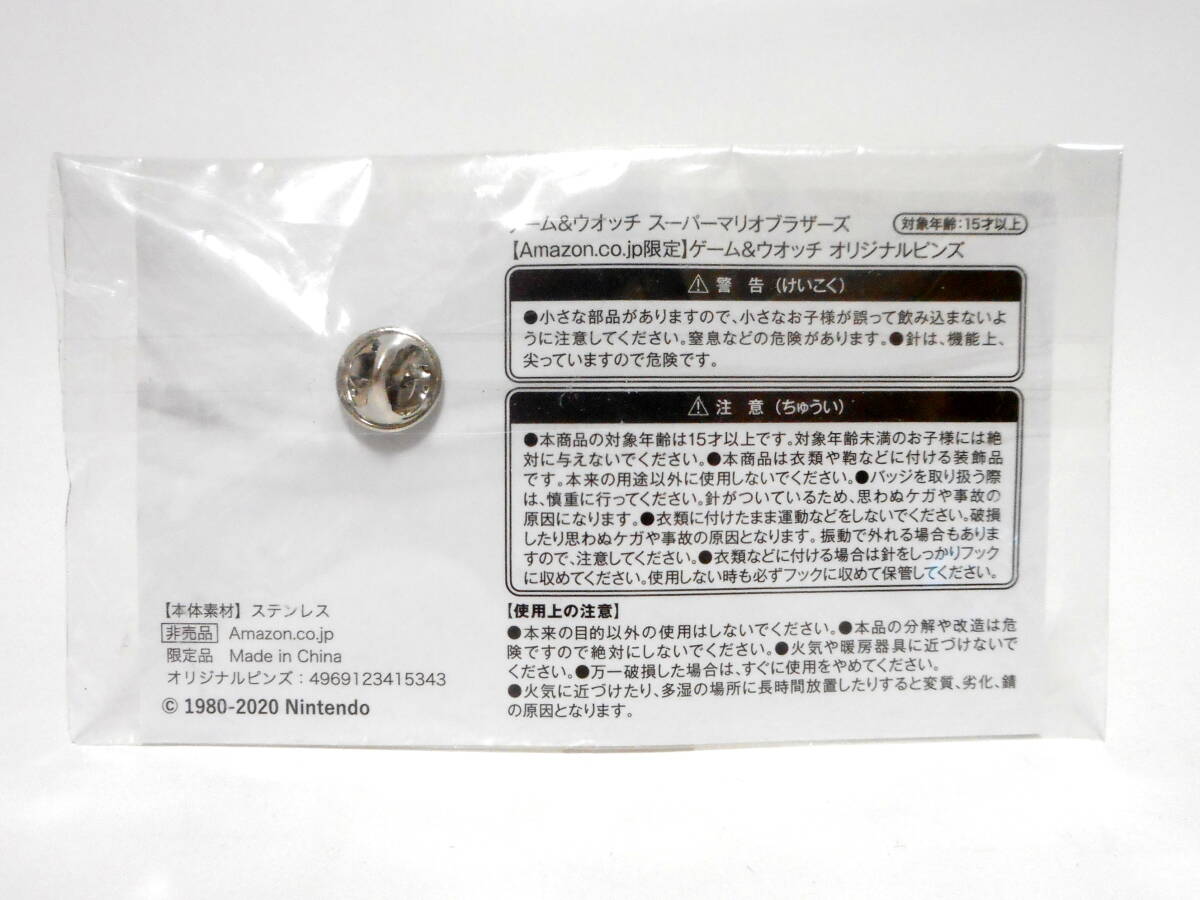 ゲーム&ウオッチ スーパーマリオブラザーズ
対象年齢:15才以上
【Amazon.co.jp限定】ゲーム&ウオッチ オリジナルピンズ
⚠ 警 告（けいこく）
●小さな部品がありますので、小さなお子様が誤って飲み込まないよ
うに注意してください。窒息などの危険があります。●針は、機能上、
尖っていますので危険です。
⚠ 注 意（ちゅうい）
●本商品の対象年齢は15才以上です。対象年齢未満のお子様には絶
対に与えないでください。●本商品は衣類や鞄などに付ける装飾品
です。本来の用途以外に使用しないでください。●バッジを取り扱う際
は、慎重に行ってください。針がついているため、思わぬケガや事故の
原因になります。●衣類に付けたまま運動などをしないでください。破損
したり思わぬケガや事故の原因となります。振動で外れる場合もありま
すので、注意してください。●衣類などに付ける場合は針をしっかりフック
に収めてください。使用しない時も必ずフックに収めて保管してください。
【使用上の注意】
●本来の目的以外の使用はしないでください。●本品の分解や改造は危
険ですので絶対にしないでください。●火気や暖房器具に近づけないで
ください。●万一破損した場合は、すぐに使用をやめてください。
●火気に近づけたり、多湿の場所に長時間放置したりすると変質、劣化、錆
の原因となります。
【本体素材】ステンレス
非売品 Amazon.co.jp
限定品 Made in China
オリジナルピンズ：4969123415343
© 1980-2020 Nintendo